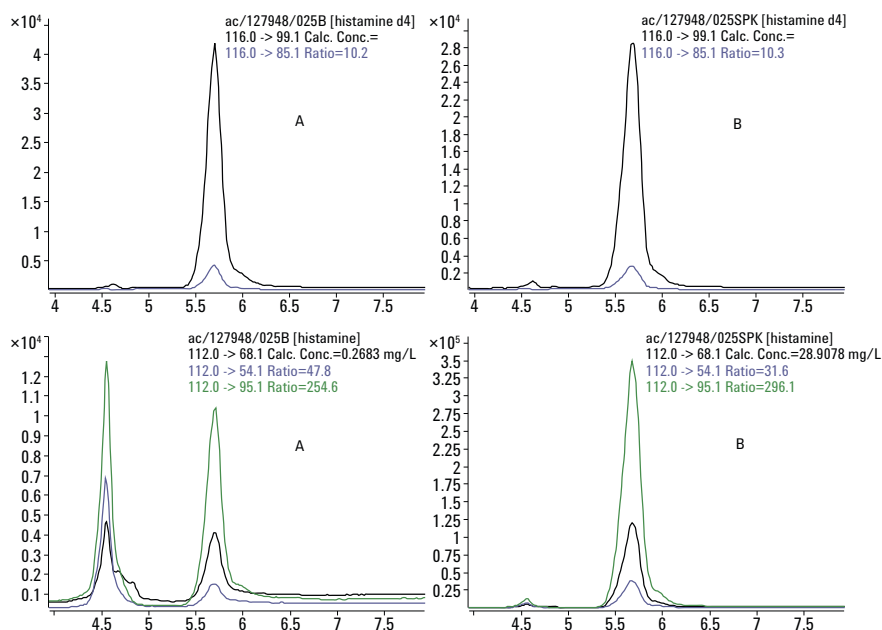 ×10⁴
ac/127948/025B [histamine d4]
116.0 -> 99.1 Calc. Conc.=
116.0 -> 85.1 Ratio=10.2
4.5
4
3.5
3
2.5
2
1.5
1
0.5
A
4 4.5 5 5.5 6 6.5 7 7.5
×10⁴
ac/127948/025SPK [histamine d4]
116.0 -> 99.1 Calc. Conc.=
116.0 -> 85.1 Ratio=10.3
2.8
2.6
2.4
2.2
2
1.8
1.6
1.4
1.2
1
0.8
0.6
0.4
0.2
B
4 4.5 5 5.5 6 6.5 7 7.5
×10⁴
ac/127948/025B [histamine]
112.0 -> 68.1 Calc. Conc.=0.2683 mg/L
112.0 -> 54.1 Ratio=47.8
112.0 -> 95.1 Ratio=254.6
1.3
1.2
1.1
1
0.9
0.8
0.7
0.6
0.5
0.4
0.3
0.2
0.1
A
4.5 5 5.5 6 6.5 7 7.5
×10⁵
ac/127948/025SPK [histamine]
112.0 -> 68.1 Calc. Conc.=28.9078 mg/L
112.0 -> 54.1 Ratio=31.6
112.0 -> 95.1 Ratio=296.1
3.5
3.25
3
2.75
2.5
2.25
2
1.75
1.5
1.25
1
0.75
0.5
0.25
B
4.5 5 5.5 6 6.5 7 7.5